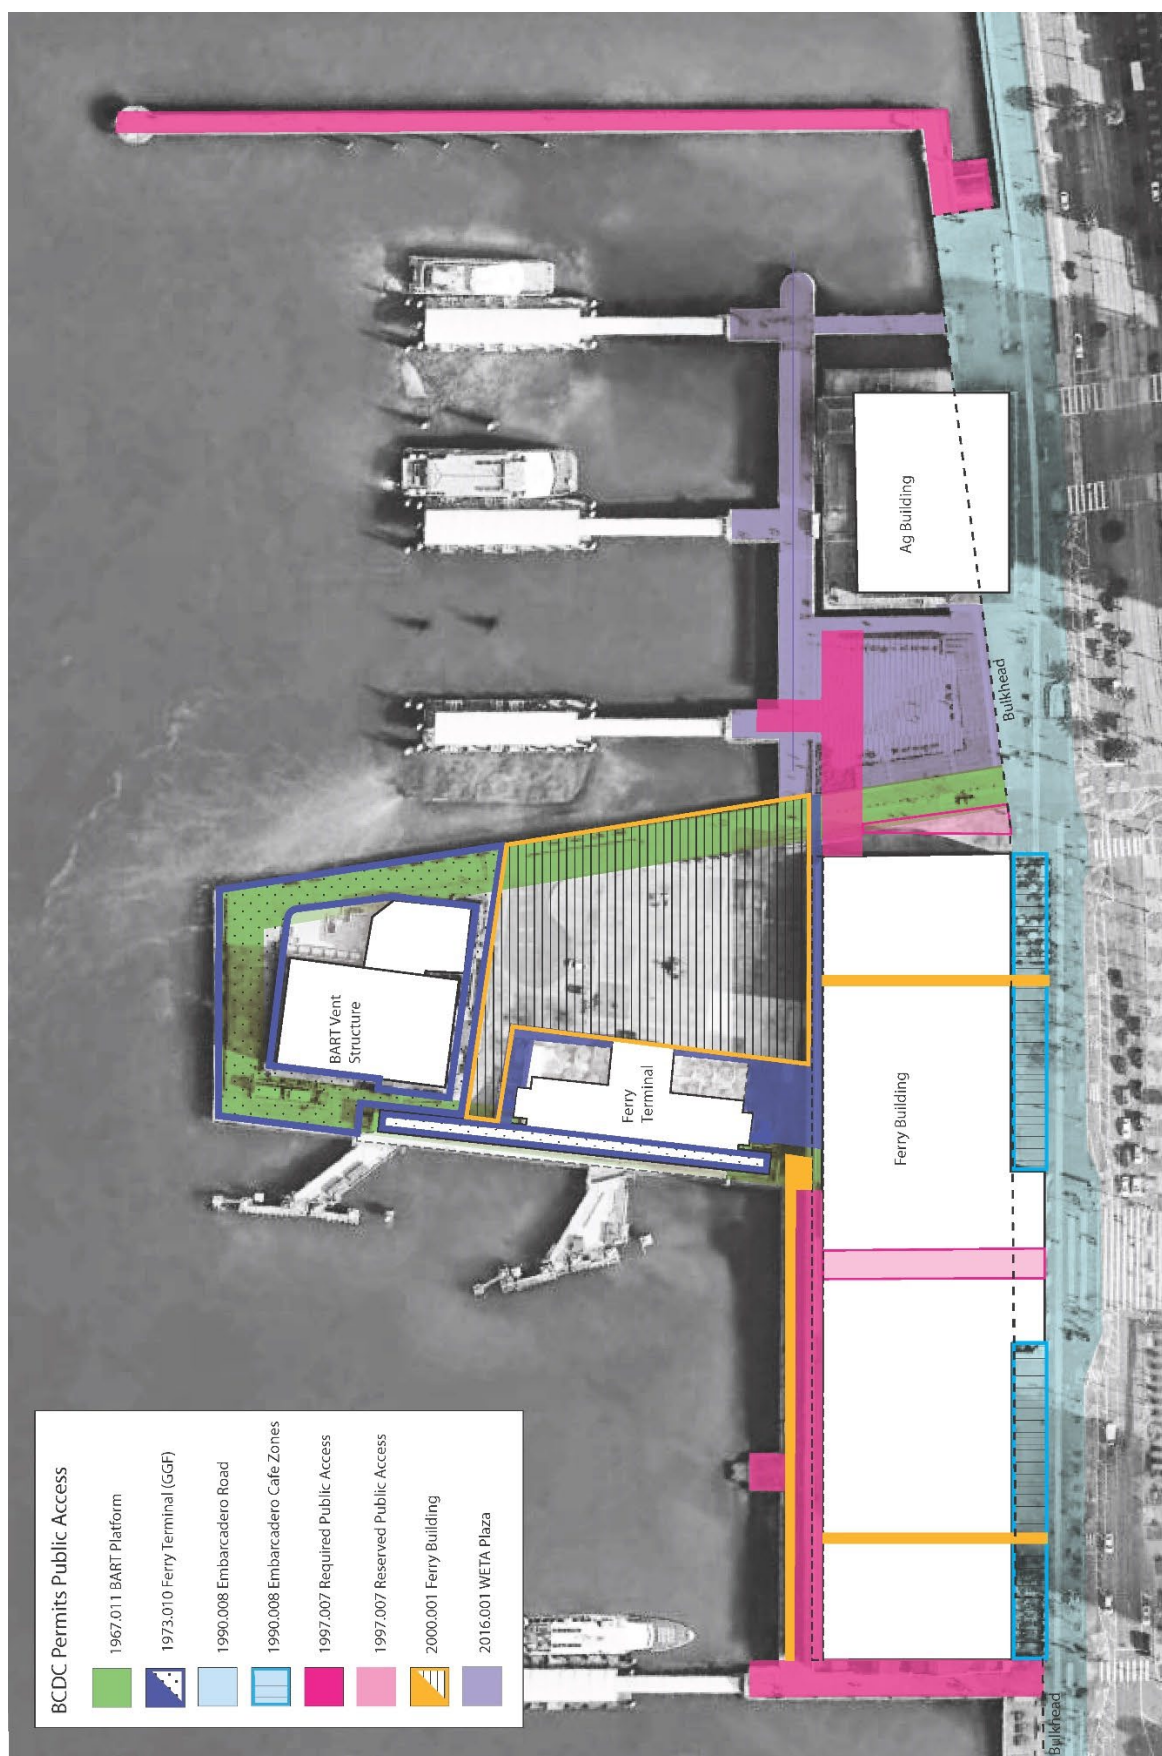 BCDC Permits Public Access
1967.011 BART Platform
1973.010 Ferry Terminal (GGF)
1990.008 Embarcadero Road
1990.008 Embarcadero Cafe Zones
1997.007 Required Public Access
1997.007 Reserved Public Access
2000.001 Ferry Building
2016.001 WETA Plaza
BART Vent
Structure
Ferry
Terminal
Ferry Building
Ag Building
Bulkhead
Bulkhead